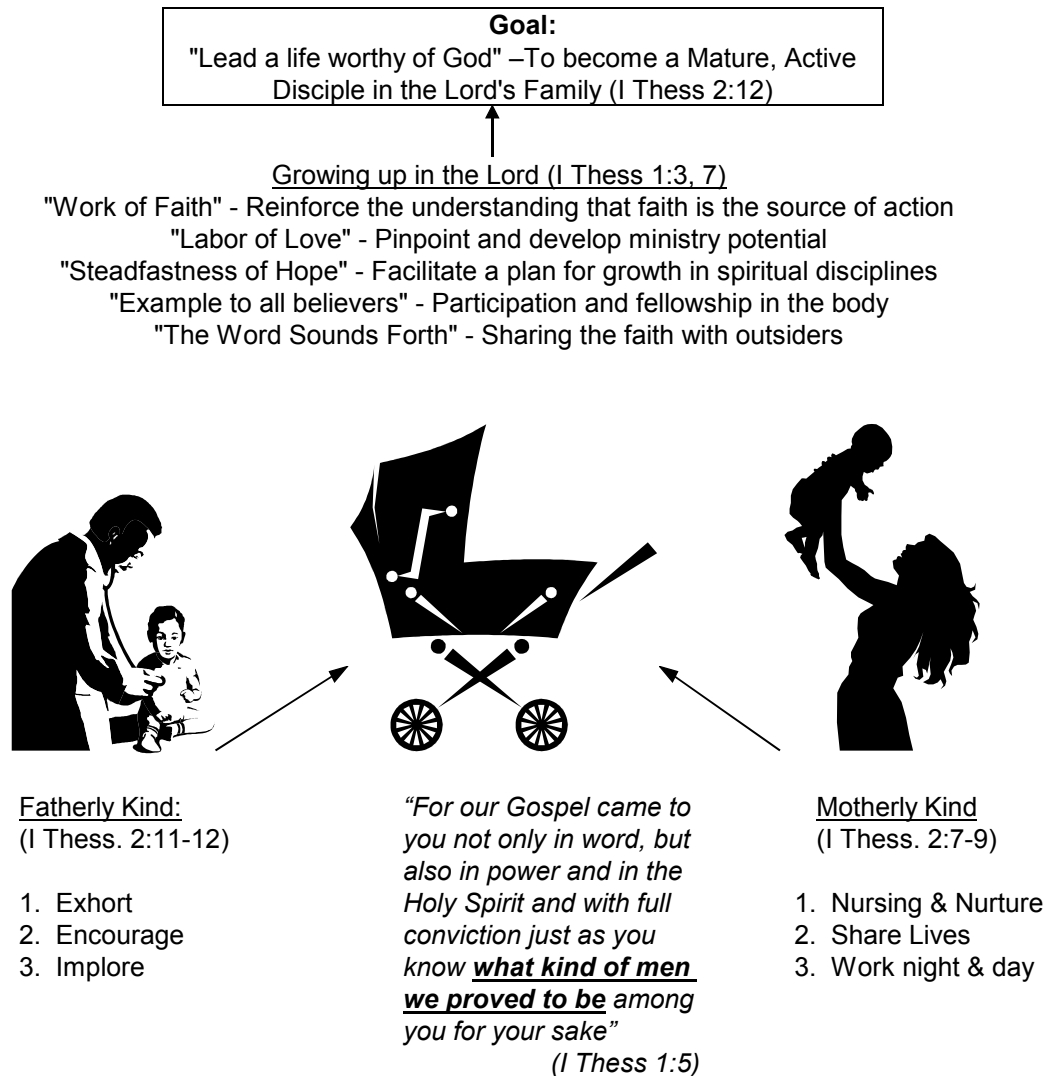 Goal:
"Lead a life worthy of God" –To become a Mature, Active
Disciple in the Lord's Family (I Thess 2:12)
Growing up in the Lord (I Thess 1:3, 7)
"Work of Faith" - Reinforce the understanding that faith is the source of action
"Labor of Love" - Pinpoint and develop ministry potential
"Steadfastness of Hope" - Facilitate a plan for growth in spiritual disciplines
"Example to all believers" - Participation and fellowship in the body
"The Word Sounds Forth" - Sharing the faith with outsiders
Fatherly Kind:
(I Thess. 2:11-12)
1. Exhort
2. Encourage
3. Implore
“For our Gospel came to
you not only in word, but
also in power and in the
Holy Spirit and with full
conviction just as you
know what kind of men
we proved to be among
you for your sake”
(I Thess 1:5)
Motherly Kind
(I Thess. 2:7-9)
1. Nursing & Nurture
2. Share Lives
3. Work night & day